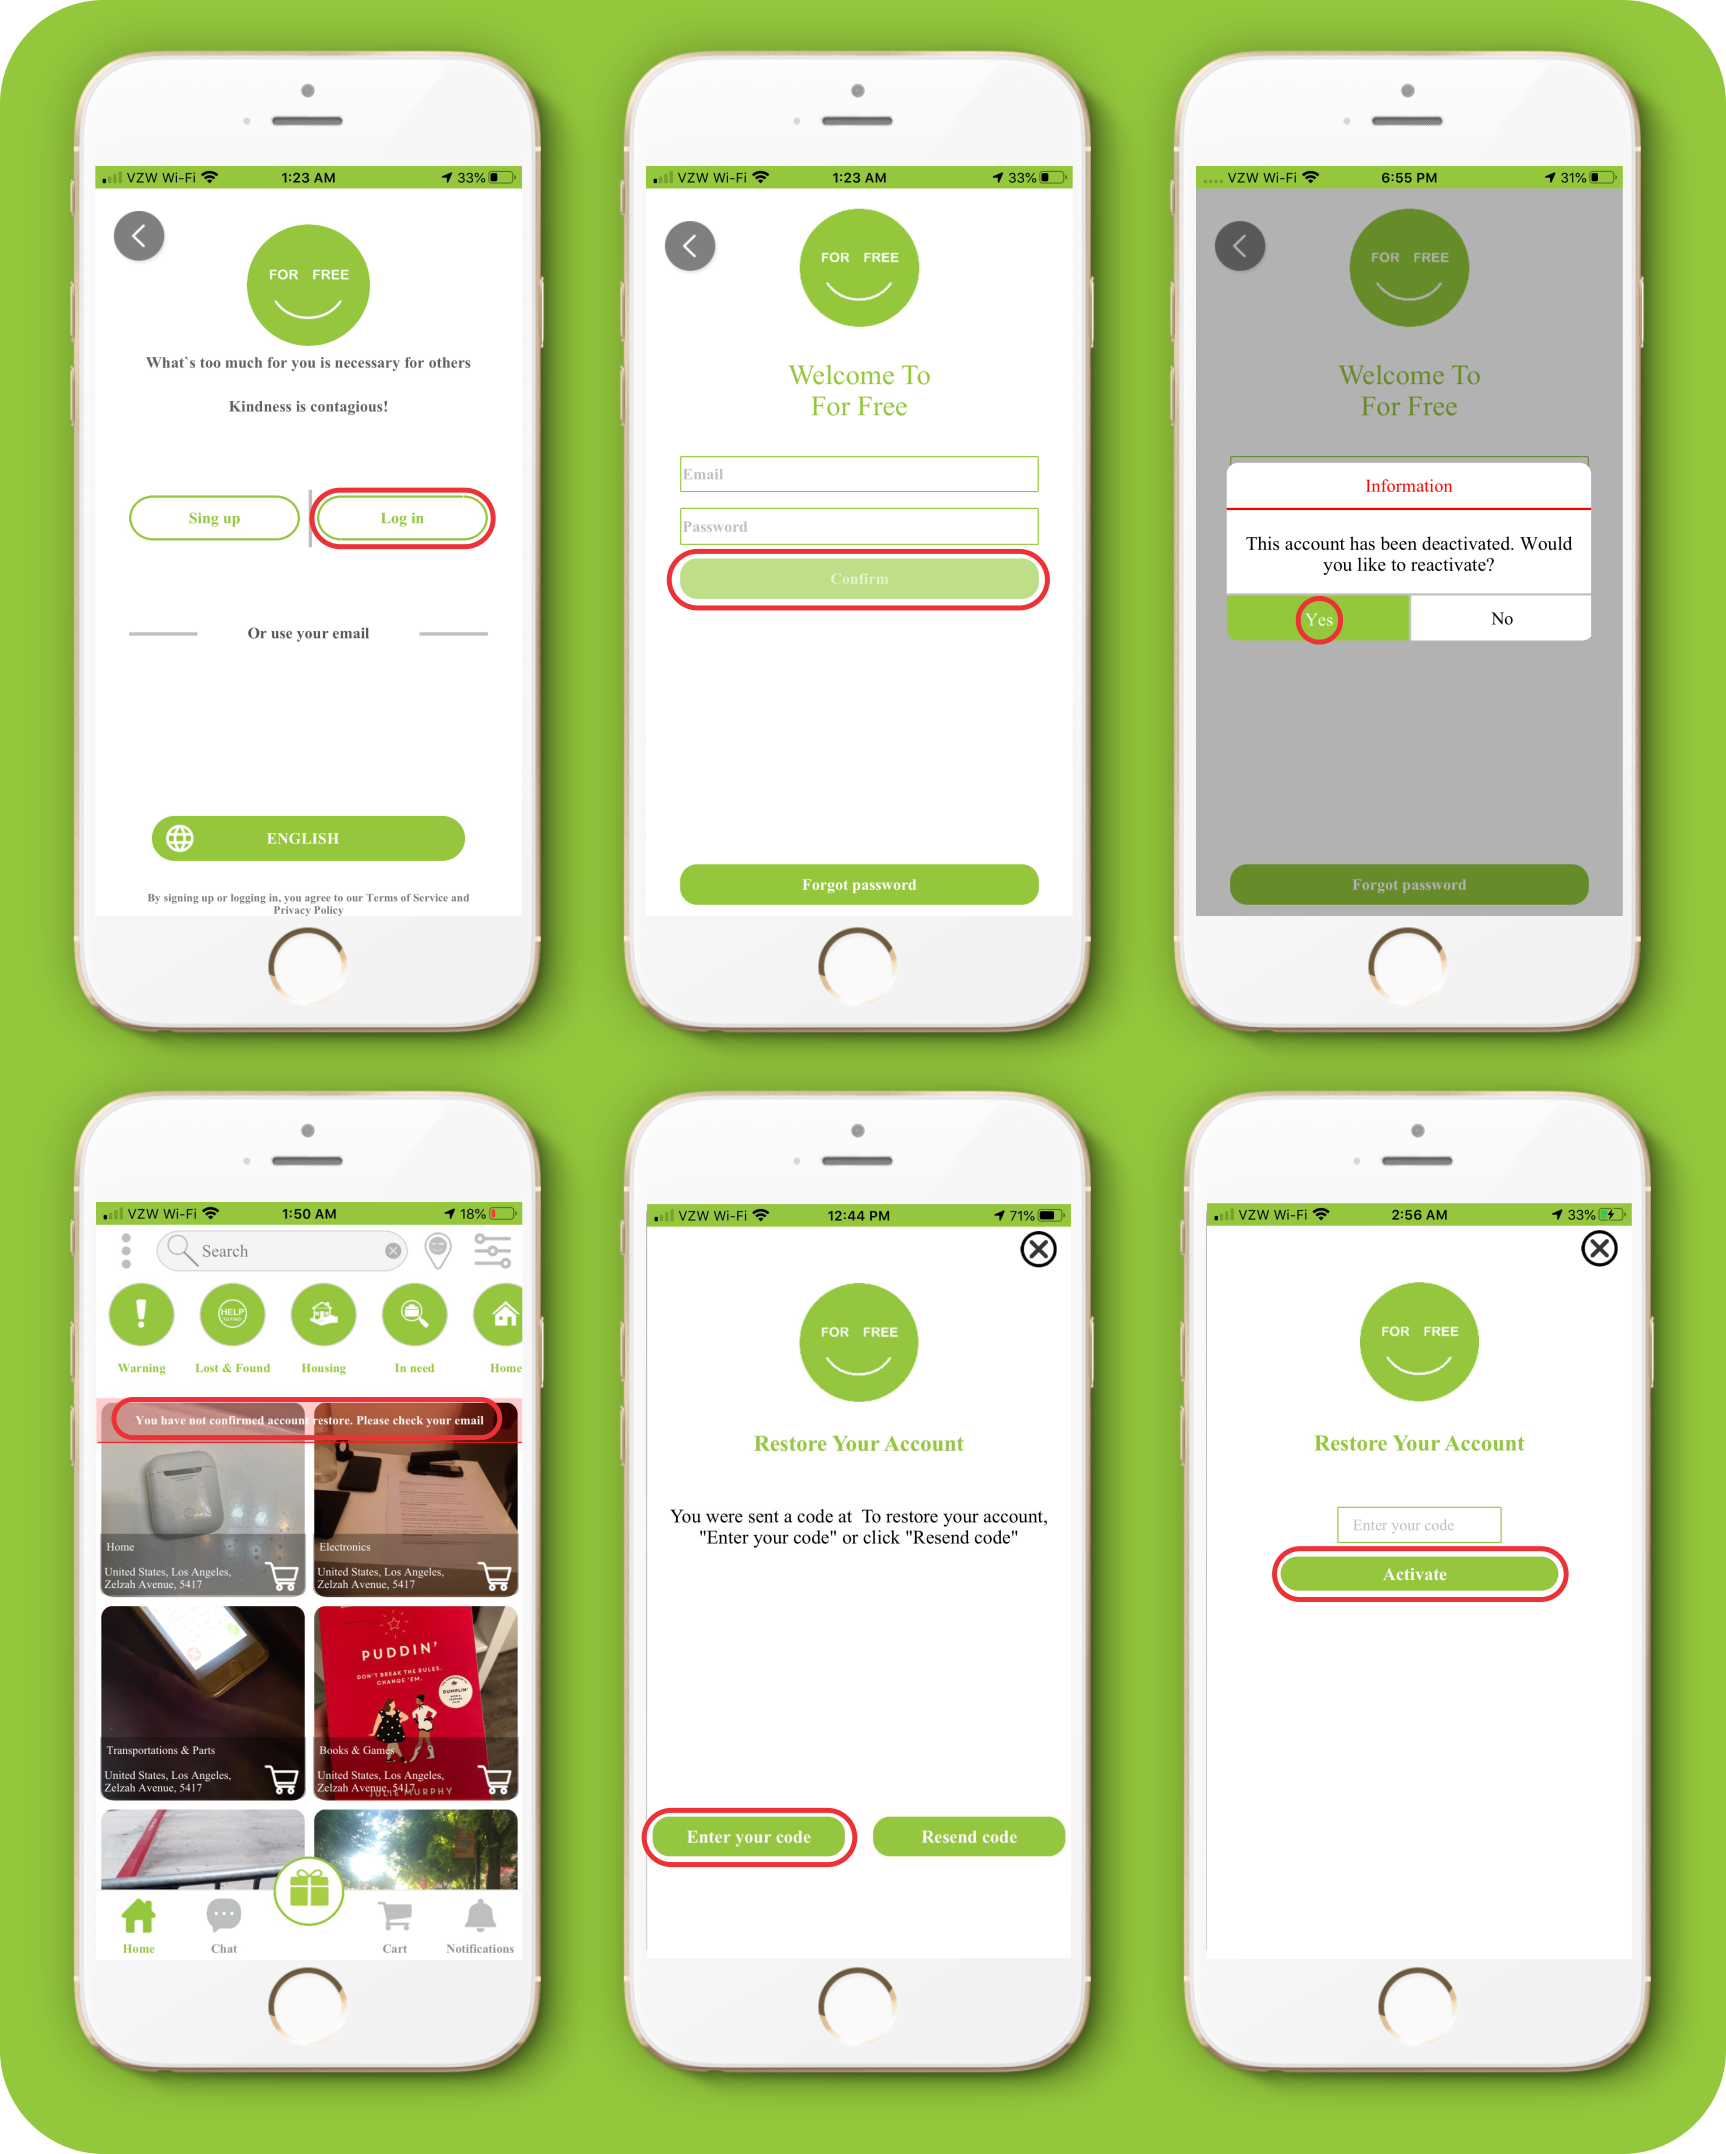 VZW Wi-Fi 1:23 AM 33%
FOR FREE
What`s too much for you is necessary for others
Kindness is contagious!
Sing up
Log in
Or use your email
ENGLISH
By signing up or logging in, you agree to our Terms of Service and
Privacy Policy
VZW Wi-Fi 1:23 AM 33%
FOR FREE
Welcome To
For Free
Email
Password
Confirm
Forgot password
VZW Wi-Fi 6:55 PM 31%
FOR FREE
Welcome To
For Free
Information
This account has been deactivated. Would
you like to reactivate?
Yes
No
Forgot password
VZW Wi-Fi 1:50 AM 18%
Search
HELP
TO FIND
Warning
Lost & Found
Housing
In need
Home
You have not confirmed account restore. Please check your email
Home
United States, Los Angeles,
Zelzah Avenue, 5417
Electronics
United States, Los Angeles,
Zelzah Avenue, 5417
Transportations & Parts
United States, Los Angeles,
Zelzah Avenue, 5417
PUDDIN'
DON'T BREAK THE RULES.
CHANGE 'EM.
DUMPLIN'
Books & Games
United States, Los Angeles,
Zelzah Avenue, 5417
JULIE MURPHY
Home
Chat
Cart
Notifications
VZW Wi-Fi 12:44 PM 71%
FOR FREE
Restore Your Account
You were sent a code at  To restore your account,
"Enter your code" or click "Resend code"
Enter your code
Resend code
VZW Wi-Fi 2:56 AM 33%
FOR FREE
Restore Your Account
Enter your code
Activate